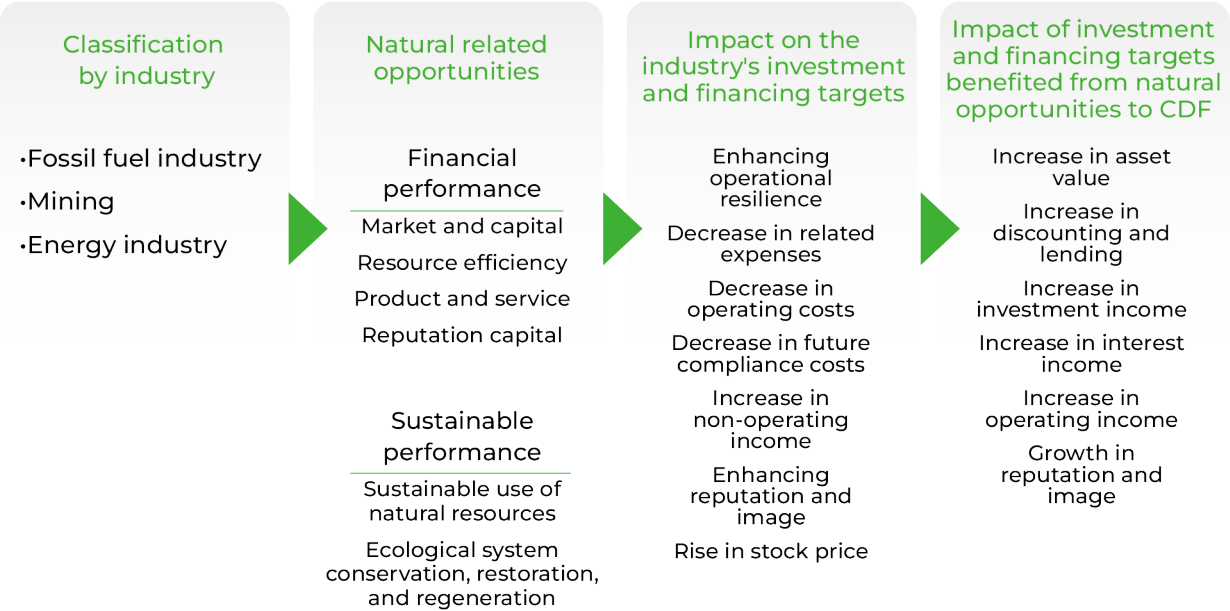 Classification
by industry
•Fossil fuel industry
•Mining
•Energy industry
Natural related
opportunities
Financial
performance
Market and capital
Resource efficiency
Product and service
Reputation capital
Sustainable
performance
Sustainable use of
natural resources
Ecological system
conservation, restoration,
and regeneration
Impact on the
industry's investment
and financing targets
Enhancing
operational
resilience
Decrease in related
expenses
Decrease in
operating costs
Decrease in future
compliance costs
Increase in
non-operating
income
Enhancing
reputation and
image
Rise in stock price
Impact of investment
and financing targets
benefited from natural
opportunities to CDF
Increase in asset
value
Increase in
discounting and
lending
Increase in
investment income
Increase in interest
income
Increase in
operating income
Growth in
reputation and
image